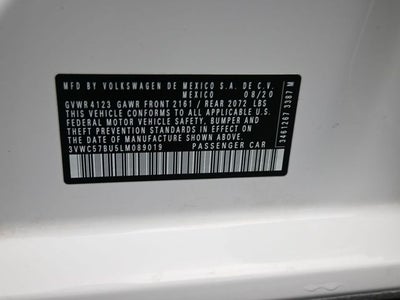 MFD BY VOLKSWAGEN DE MEXICO S.A. DE C.V.
MEXICO 08/20
GVWR 4123 GAWR FRONT 2161 / REAR 2072 LBS
THIS VEHICLE CONFORMS TO ALL APPLICABLE U.S.
FEDERAL MOTOR VEHICLE SAFETY, BUMPER AND
THEFT PREVENTION STANDARDS IN EFFECT ON
THE DATE OF MANUFACTURE SHOWN ABOVE
3VWC57BU5LM089019 PASSENGER CAR
3461267 3387 M